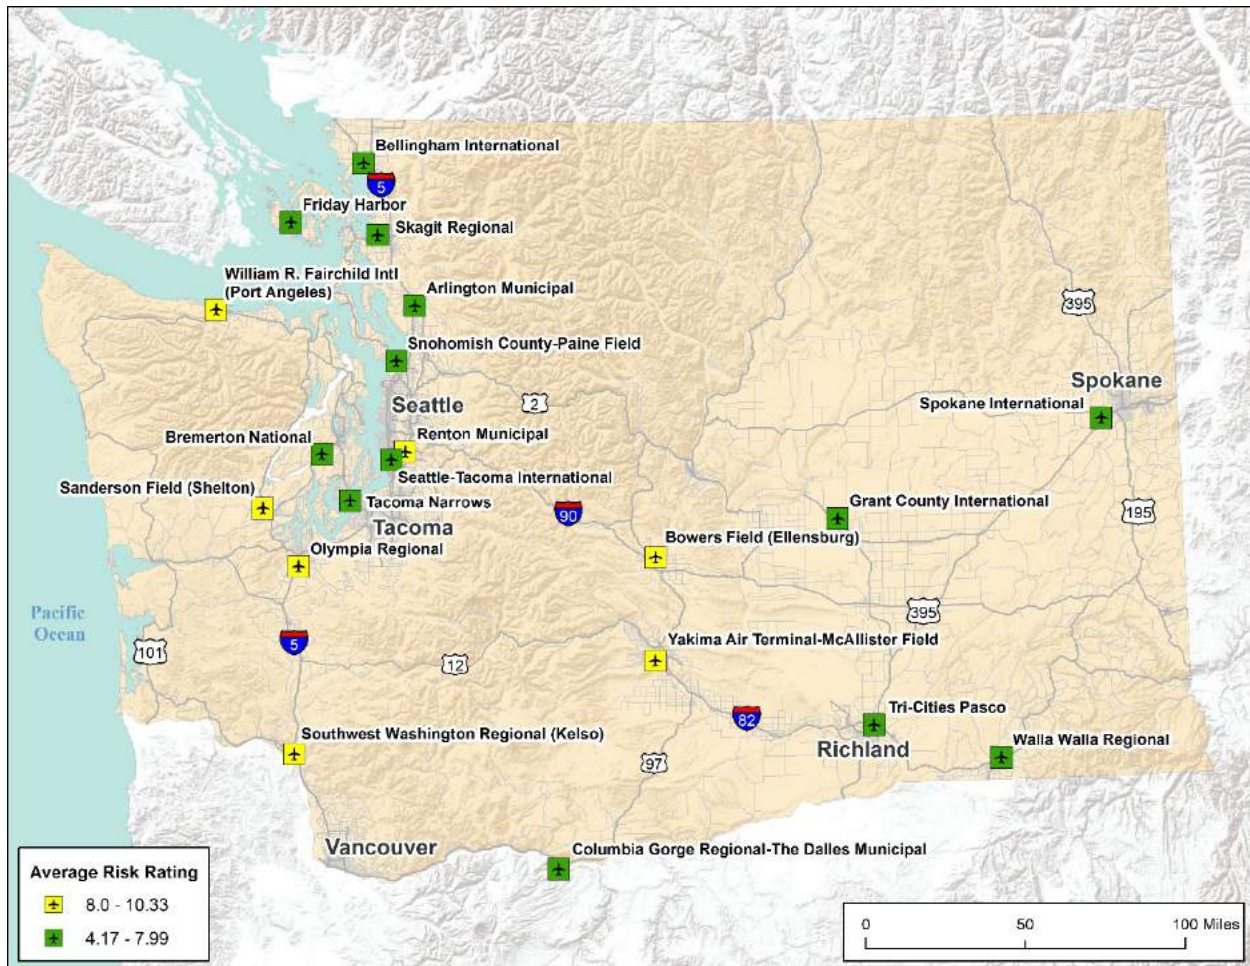 Bellingham International
5
Friday Harbor
Skagit Regional
William R. Fairchild Intl
(Port Angeles)
Arlington Municipal
395
Snohomish County-Paine Field
Spokane
2
Seattle
Spokane International
Renton Municipal
Bremerton National
Seattle-Tacoma International
Sanderson Field (Shelton)
Tacoma Narrows
Grant County International
90
195
Tacoma
Bowers Field (Ellensburg)
Olympia Regional
Pacific
Ocean
395
5
101
12
Yakima Air Terminal-McAllister Field
82
Tri-Cities Pasco
Southwest Washington Regional (Kelso)
Richland
Walla Walla Regional
97
Vancouver
Columbia Gorge Regional-The Dalles Municipal
Average Risk Rating
8.0 - 10.33
4.17 - 7.99
0 50 100 Miles